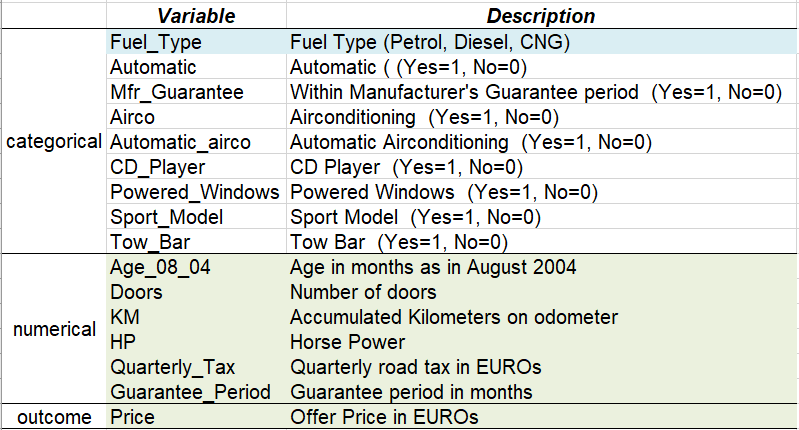 Variable Description
Fuel_Type Fuel Type (Petrol, Diesel, CNG)
Automatic Automatic ( (Yes=1, No=0)
Mfr_Guarantee Within Manufacturer's Guarantee period (Yes=1, No=0)
Airco Airconditioning (Yes=1, No=0)
categorical Automatic_airco Automatic Airconditioning (Yes=1, No=0)
CD_Player CD Player (Yes=1, No=0)
Powered_Windows Powered Windows (Yes=1, No=0)
Sport_Model Sport Model (Yes=1, No=0)
Tow_Bar Tow Bar (Yes=1, No=0)
Age_08_04 Age in months as in August 2004
Doors Number of doors
numerical KM Accumulated Kilometers on odometer
HP Horse Power
Quarterly_Tax Quarterly road tax in EUROs
Guarantee_Period Guarantee period in months
outcome Price Offer Price in EUROs